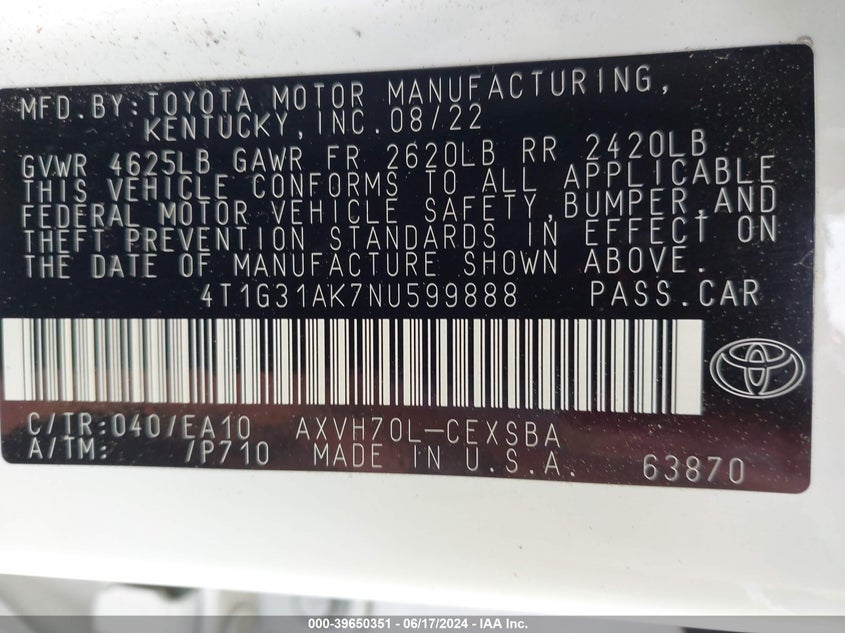 MFD.BY:TOYOTA MOTOR MANUFACTURING,
KENTUCKY,INC.08/22
GVWR 4625LB GAWR FR 2620LB RR 2420LB
THIS VEHICLE CONFORMS TO ALL APPLICABLE
FEDERAL MOTOR VEHICLE SAFETY,BUMPER,AND
THEFT PREVENTION STANDARDS IN EFFECT ON
THE DATE OF MANUFACTURE SHOWN ABOVE.
4T1G31AK7NU599888 PASS.CAR
C/TR:040/EA10 AXVH70L-CEXSBA
A/TM: /P710 MADE IN U.S.A. 63870
000-39650351 - 06/17/2024 - IAA Inc.